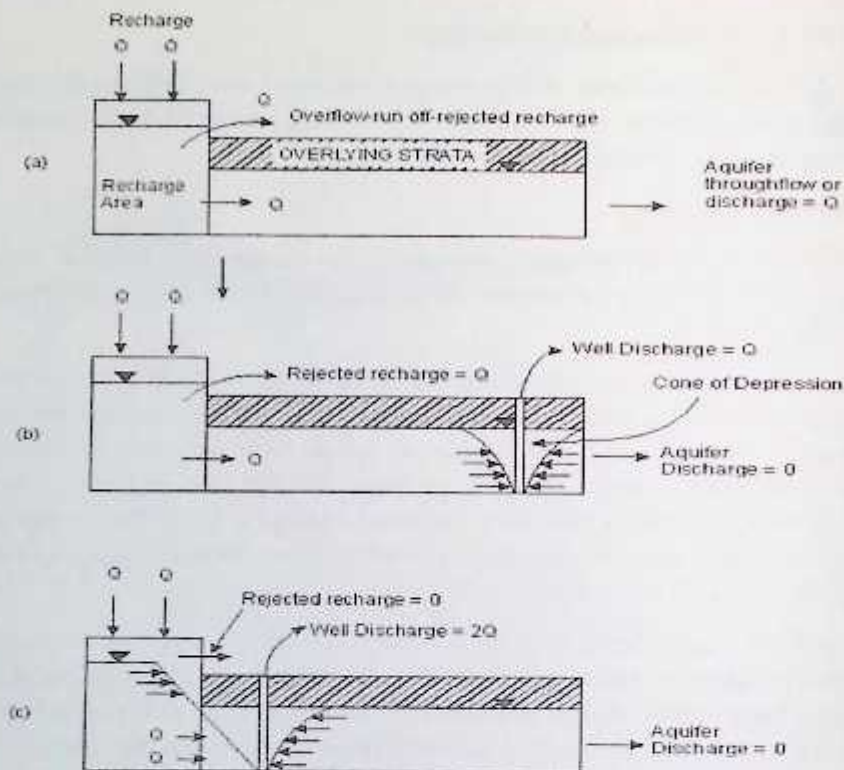 Recharge
Q Q
Q
Overflow-run off-rejected recharge
(a)
OVERLYING STRATA
Recharge
Area
Q
Aquifer
throughflow or
discharge = Q
Q Q
Well Discharge = Q
Rejected recharge = Q
Cone of Depression
(b)
Q
Aquifer
Discharge = 0
Q Q
Rejected recharge = 0
Well Discharge = 2Q
(c)
Q
Q
Aquifer
Discharge = 0